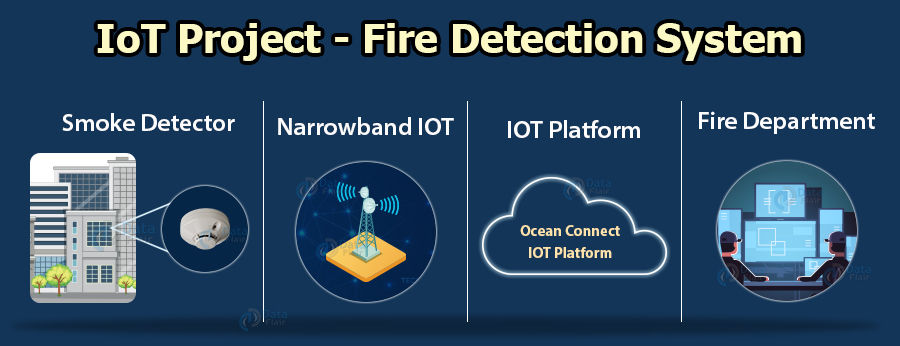 IoT Project - Fire Detection System
Smoke Detector
Narrowband IOT
IOT Platform
Fire Department
Ocean Connect
IOT Platform
Data
Flair